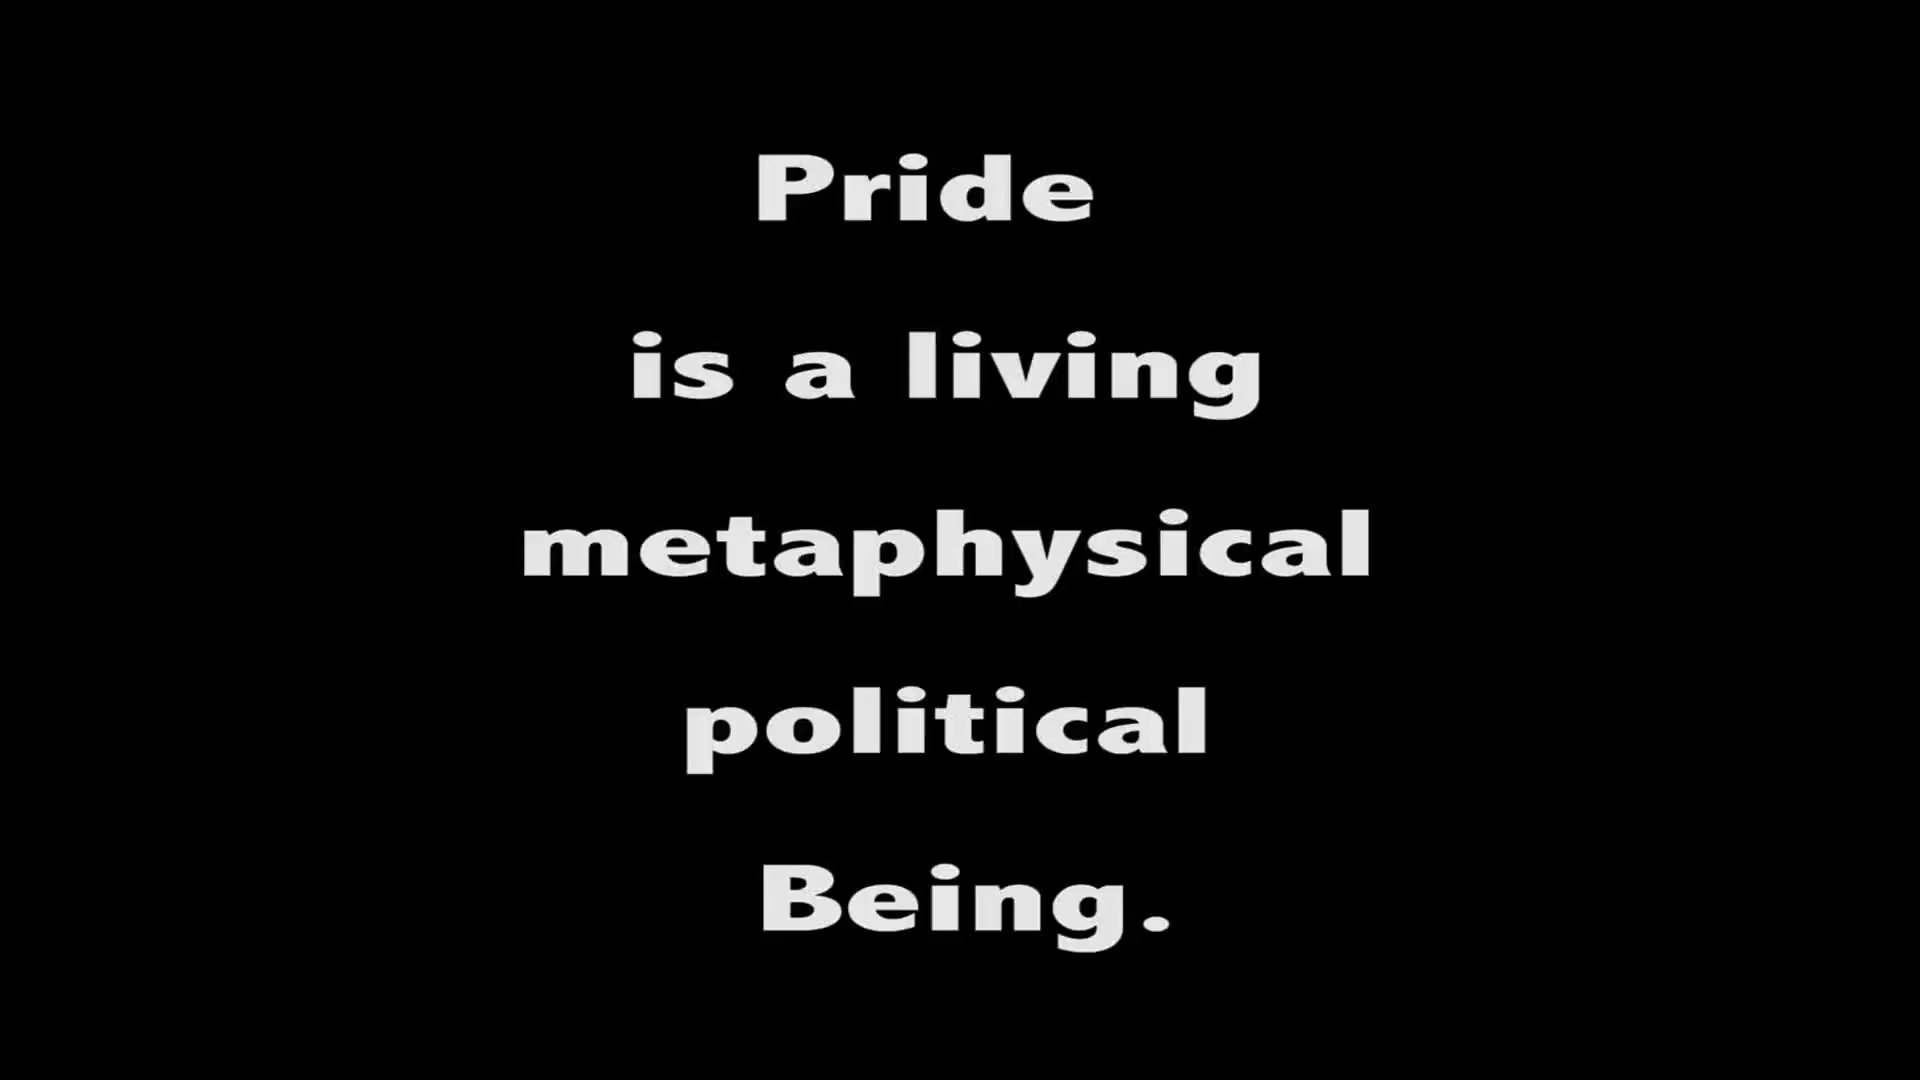 Pride
is a living
metaphysical
political
Being.